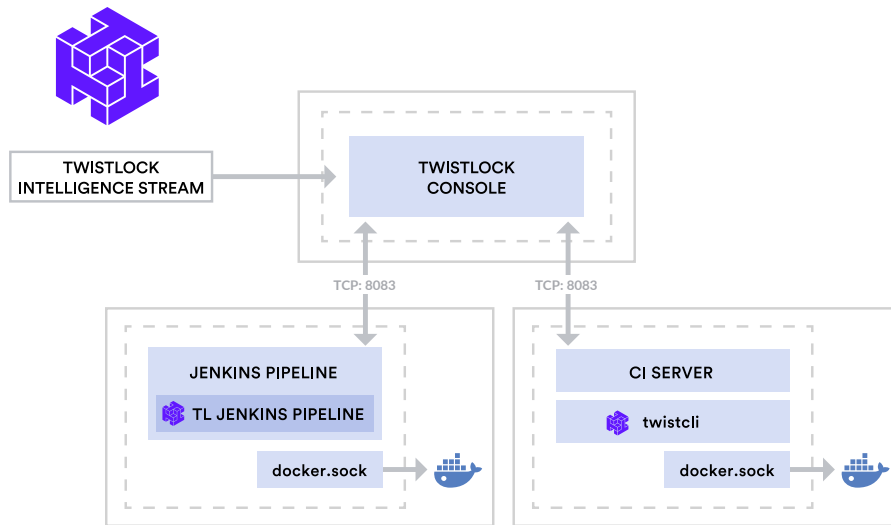 TWISTLOCK
INTELLIGENCE STREAM
TWISTLOCK
CONSOLE
TCP: 8083
TCP: 8083
JENKINS PIPELINE
TL JENKINS PIPELINE
docker.sock
CI SERVER
twistcli
docker.sock